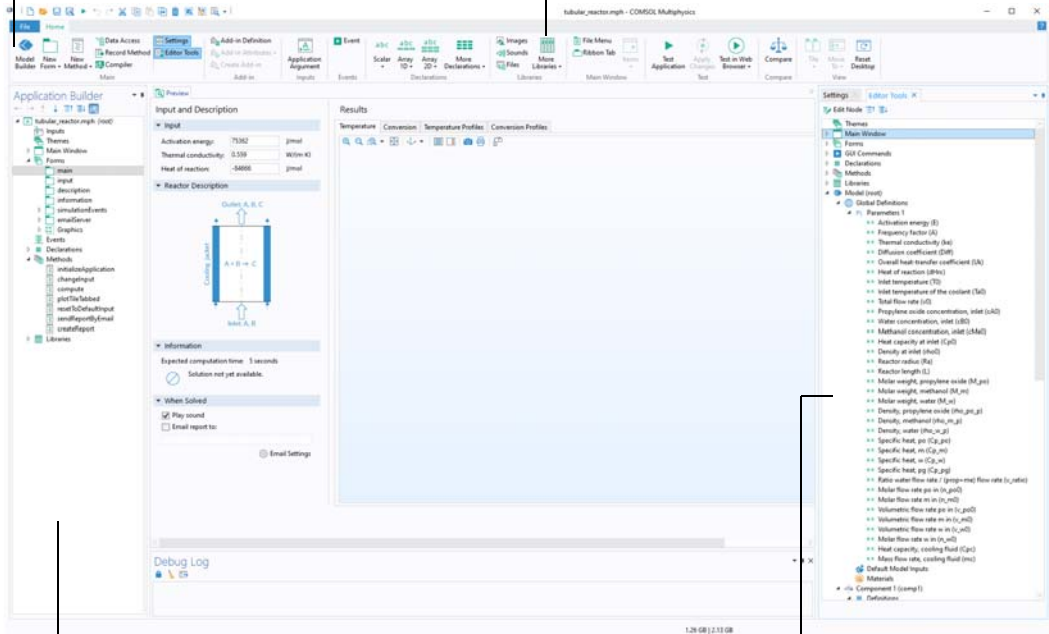 tubular_reactor.mph - COMSOL Multiphysics
File Home
Model Builder
New Form
New Method
Data Access
Record Method
Compiler
Main
Settings
Editor Tools
Add-in Definition
Add-in Attributes
Create Add-in
Add-in
Application Argument
Inputs
Event
Events
Scalar
Array 1D
Array 2D
More Declarations
Declarations
Images
Sounds
Files
More Libraries
Libraries
File Menu
Ribbon Tab
Items
Main Window
Test Application
Apply Changes
Test in Web Browser
Test
Compare
Compare
Tile
Move To
Reset Desktop
View
Application Builder
tubular_reactor.mph (root)
Inputs
Themes
Main Window
Forms
main
input
description
information
simulationEvents
emailServer
Graphics
Events
Declarations
Methods
initializeApplication
changeInput
compute
plotTileTabbed
resetToDefaultInput
sendReportByEmail
createReport
Libraries
Preview
Input and Description
Input
Activation energy: 75362 J/mol
Thermal conductivity: 0.559 W/(m·K)
Heat of reaction: -84666 J/mol
Reactor Description
Outlet A, B, C
Cooling jacket
A + B → C
Inlet A, B
Information
Expected computation time: 5 seconds
Solution not yet available.
When Solved
Play sound
Email report to:
Email Settings
Results
Temperature Conversion Temperature Profiles Conversion Profiles
Debug Log
Settings Editor Tools
Edit Node
Themes
Main Window
Forms
GUI Commands
Declarations
Methods
Libraries
Model (root)
Global Definitions
Parameters 1
Activation energy (E)
Frequency factor (A)
Thermal conductivity (ke)
Diffusion coefficient (Diff)
Overall heat-transfer coefficient (Uk)
Heat of reaction (dHrx)
Inlet temperature (T0)
Inlet temperature of the coolant (Ta0)
Total flow rate (v0)
Propylene oxide concentration, inlet (cA0)
Water concentration, inlet (cB0)
Methanol concentration, inlet (cMe0)
Heat capacity at inlet (Cp0)
Density at inlet (rho0)
Reactor radius (Ra)
Reactor length (L)
Molar weight, propylene oxide (M_po)
Molar weight, methanol (M_m)
Molar weight, water (M_w)
Density, propylene oxide (rho_po_p)
Density, methanol (rho_m_p)
Density, water (rho_w_p)
Specific heat, po (Cp_po)
Specific heat, m (Cp_m)
Specific heat, w (Cp_w)
Specific heat, pg (Cp_pg)
Ratio water flow rate / (prop+me) flow rate (v_ratio)
Molar flow rate po in (n_po0)
Molar flow rate m in (n_m0)
Volumetric flow rate po in (v_po0)
Volumetric flow rate m in (v_m0)
Volumetric flow rate w in (v_w0)
Molar flow rate w in (n_w0)
Heat capacity, cooling fluid (Cpc)
Mass flow rate, cooling fluid (mc)
Default Model Inputs
Materials
Component 1 (comp1)
Definitions
1.26 GB | 2.13 GB